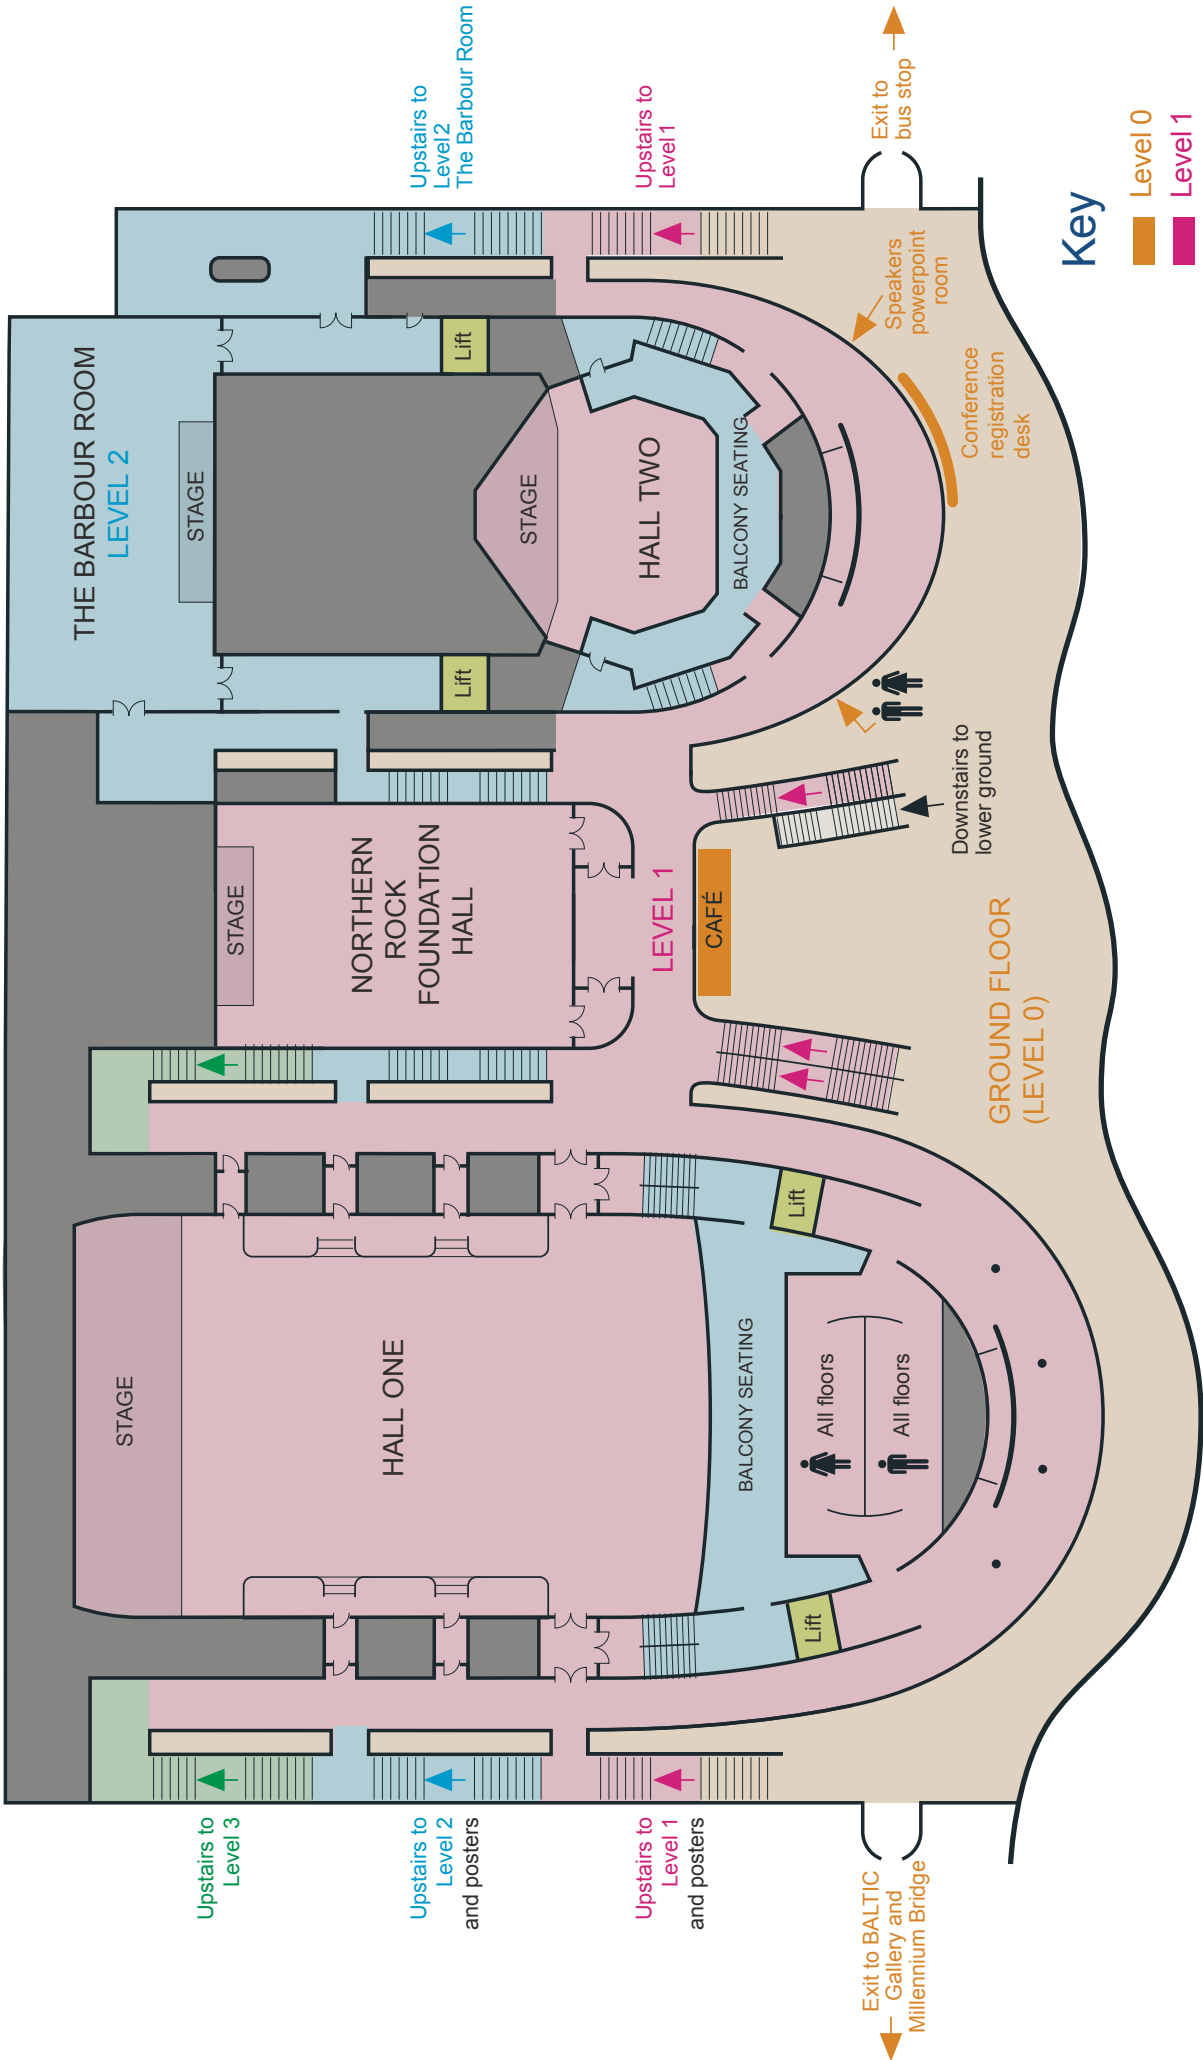 THE BARBOUR ROOM
LEVEL 2
STAGE
Upstairs to
Level 2
The Barbour Room
Upstairs to
Level 1
Exit to
bus stop
Lift
Lift
STAGE
HALL TWO
BALCONY SEATING
Speakers
powerpoint
room
Conference
registration
desk
Downstairs to
lower ground
STAGE
NORTHERN
ROCK
FOUNDATION
HALL
LEVEL 1
CAFÉ
GROUND FLOOR
(LEVEL 0)
STAGE
HALL ONE
BALCONY SEATING
Lift
Lift
All floors
All floors
Upstairs to
Level 3
Upstairs to
Level 2
and posters
Upstairs to
Level 1
and posters
Exit to BALTIC
Gallery and
Millennium Bridge
Key
Level 0
Level 1